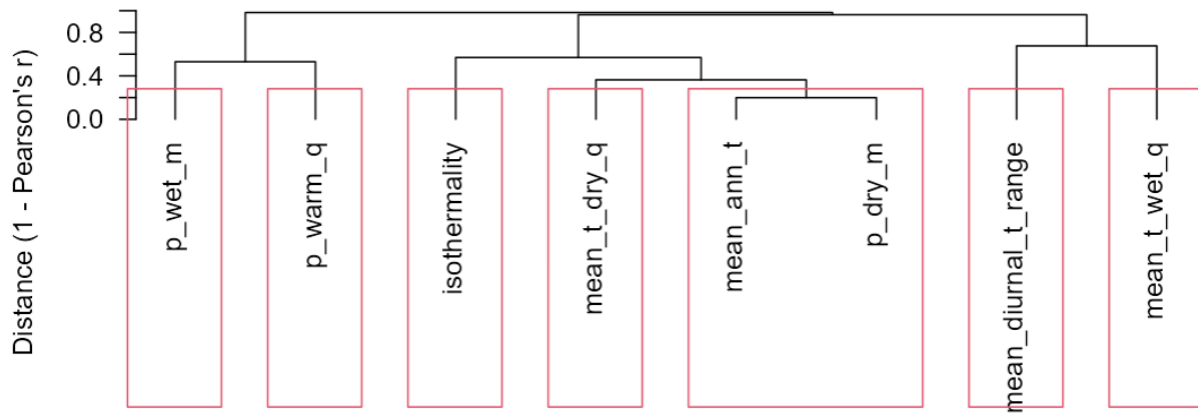 Distance (1 - Pearson's r)
0.8
0.4
0.0
p_wet_m
p_warm_q
isothermality
mean_t_dry_q
mean_ann_t
p_dry_m
mean_diurnal_t_range
mean_t_wet_q